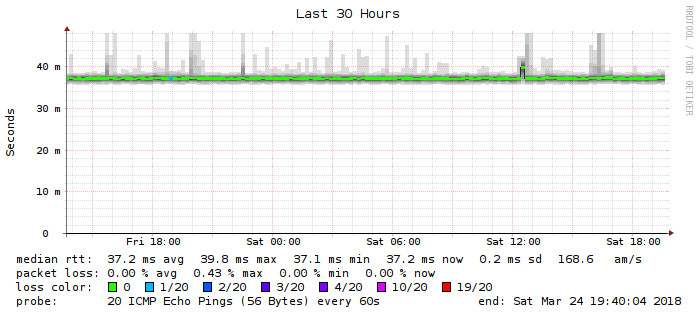 Last 30 Hours
RRDTOOL / TOBI OETIKER
Seconds
40 m
30 m
20 m
10 m
0
Fri 18:00 Sat 00:00 Sat 06:00 Sat 12:00 Sat 18:00
median rtt: 37.2 ms avg 39.8 ms max 37.1 ms min 37.2 ms now 0.2 ms sd 168.6 am/s
packet loss: 0.00 % avg 0.43 % max 0.00 % min 0.00 % now
loss color: 0 1/20 2/20 3/20 4/20 10/20 19/20
probe: 20 ICMP Echo Pings (56 Bytes) every 60s end: Sat Mar 24 19:40:04 2018